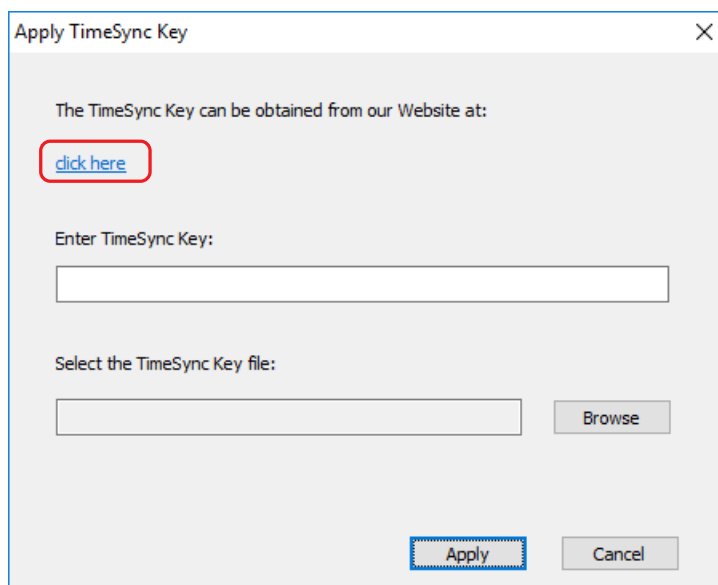 Apply TimeSync Key
The TimeSync Key can be obtained from our Website at:
click here
Enter TimeSync Key:
Select the TimeSync Key file:
Browse
Apply
Cancel